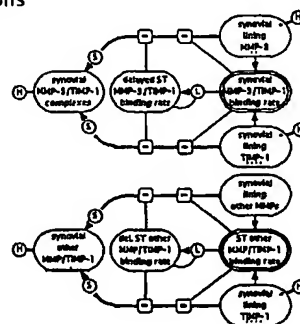 ons
synovial
lining
MMP-3
H
S
−
−
synovial
MMP-3/TIMP-1
complexes
H
delayed ST
MMP-3/TIMP-1
binding rate
L
synovial
MMP-3/TIMP-1
binding rate
S
−
−
synovial
lining
TIMP-1
H
synovial
lining
other MMPs
S
−
−
synovial
other
MMP/TIMP-1
H
del. ST other
MMP/TIMP-1
binding rate
L
ST other
MMP/TIMP-1
binding rate
S
−
−
synovial
lining
TIMP-1
H